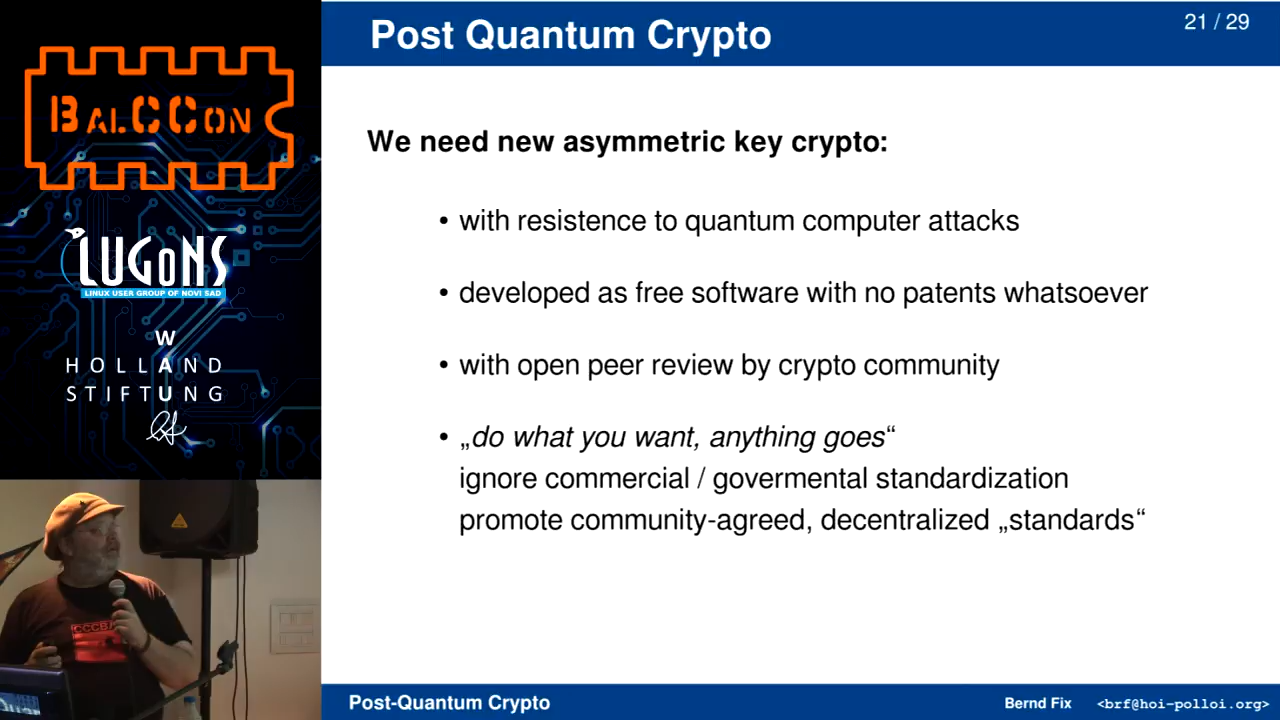 Post Quantum Crypto
21 / 29
BALCCON
LUGoNS
LINUX USER GROUP OF NOVI SAD
W
HOLLAND
STIFTUNG
We need new asymmetric key crypto:
• with resistence to quantum computer attacks
• developed as free software with no patents whatsoever
• with open peer review by crypto community
• „do what you want, anything goes“
ignore commercial / govermental standardization
promote community-agreed, decentralized „standards“
Post-Quantum Crypto
Bernd Fix
<brf@hoi-polloi.org>